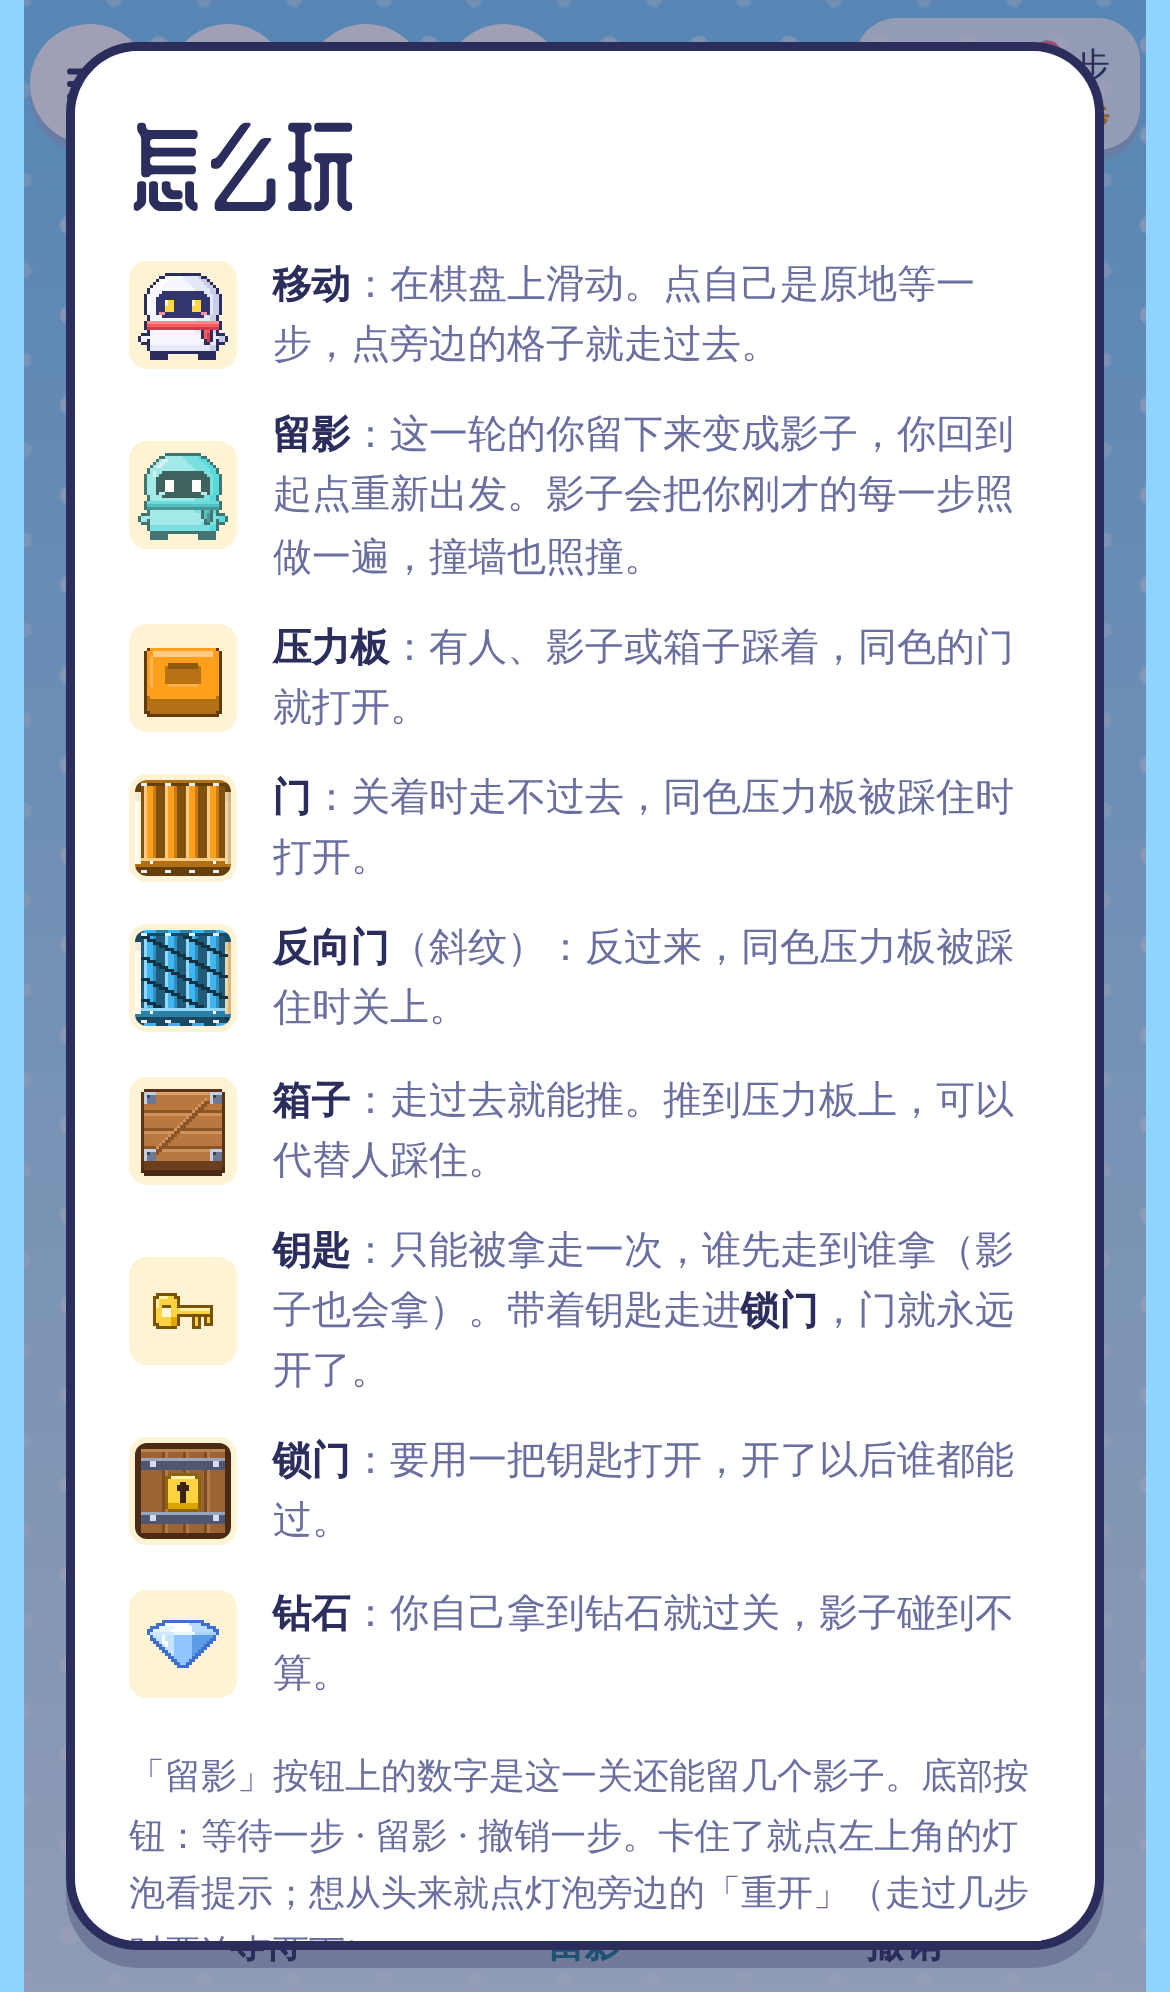 步
怎么玩
移动：在棋盘上滑动。点自己是原地等一
步，点旁边的格子就走过去。
留影：这一轮的你留下来变成影子，你回到
起点重新出发。影子会把你刚才的每一步照
做一遍，撞墙也照撞。
压力板：有人、影子或箱子踩着，同色的门
就打开。
门：关着时走不过去，同色压力板被踩住时
打开。
反向门（斜纹）：反过来，同色压力板被踩
住时关上。
箱子：走过去就能推。推到压力板上，可以
代替人踩住。
钥匙：只能被拿走一次，谁先走到谁拿（影
子也会拿）。带着钥匙走进锁门，门就永远
开了。
锁门：要用一把钥匙打开，开了以后谁都能
过。
钻石：你自己拿到钻石就过关，影子碰到不
算。
「留影」按钮上的数字是这一关还能留几个影子。底部按
钮：等待一步 · 留影 · 撤销一步。卡住了就点左上角的灯
泡看提示；想从头来就点灯泡旁边的「重开」（走过几步
等待 留影 撤销